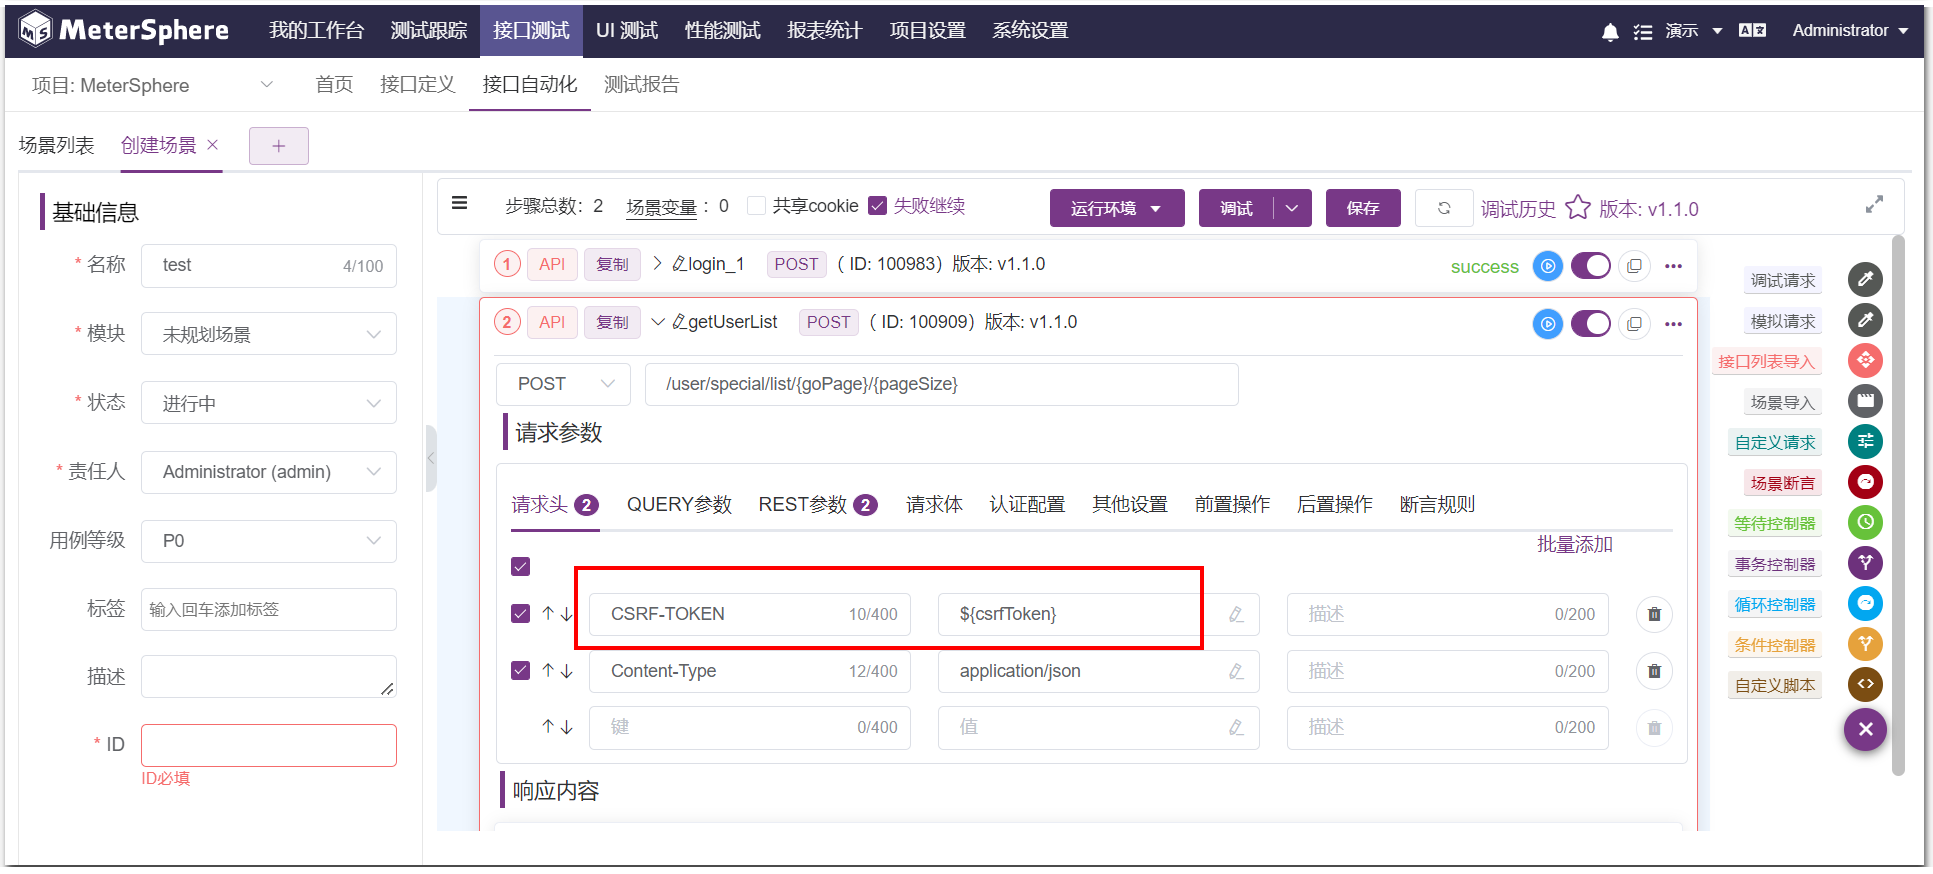 MeterSphere 我的工作台 测试跟踪 接口测试 UI 测试 性能测试 报表统计 项目设置 系统设置 演示 Administrator
项目: MeterSphere 首页 接口定义 接口自动化 测试报告
场景列表 创建场景 × +
基础信息
* 名称 test 4/100
* 模块 未规划场景
* 状态 进行中
* 责任人 Administrator (admin)
用例等级 P0
标签 输入回车添加标签
描述
* ID
ID必填
步骤总数: 2 场景变量 : 0 共享cookie 失败继续 运行环境 调试 保存 调试历史 版本: v1.1.0
1 API 复制 login_1 POST ( ID: 100983) 版本: v1.1.0 success
2 API 复制 getUserList POST ( ID: 100909) 版本: v1.1.0
POST /user/special/list/{goPage}/{pageSize}
请求参数
请求头 2 QUERY参数 REST参数 2 请求体 认证配置 其他设置 前置操作 后置操作 断言规则
批量添加
CSRF-TOKEN 10/400 ${csrfToken} 描述 0/200
Content-Type 12/400 application/json 描述 0/200
键 0/400 值 描述 0/200
响应内容
调试请求
模拟请求
接口列表导入
场景导入
自定义请求
场景断言
等待控制器
事务控制器
循环控制器
条件控制器
自定义脚本